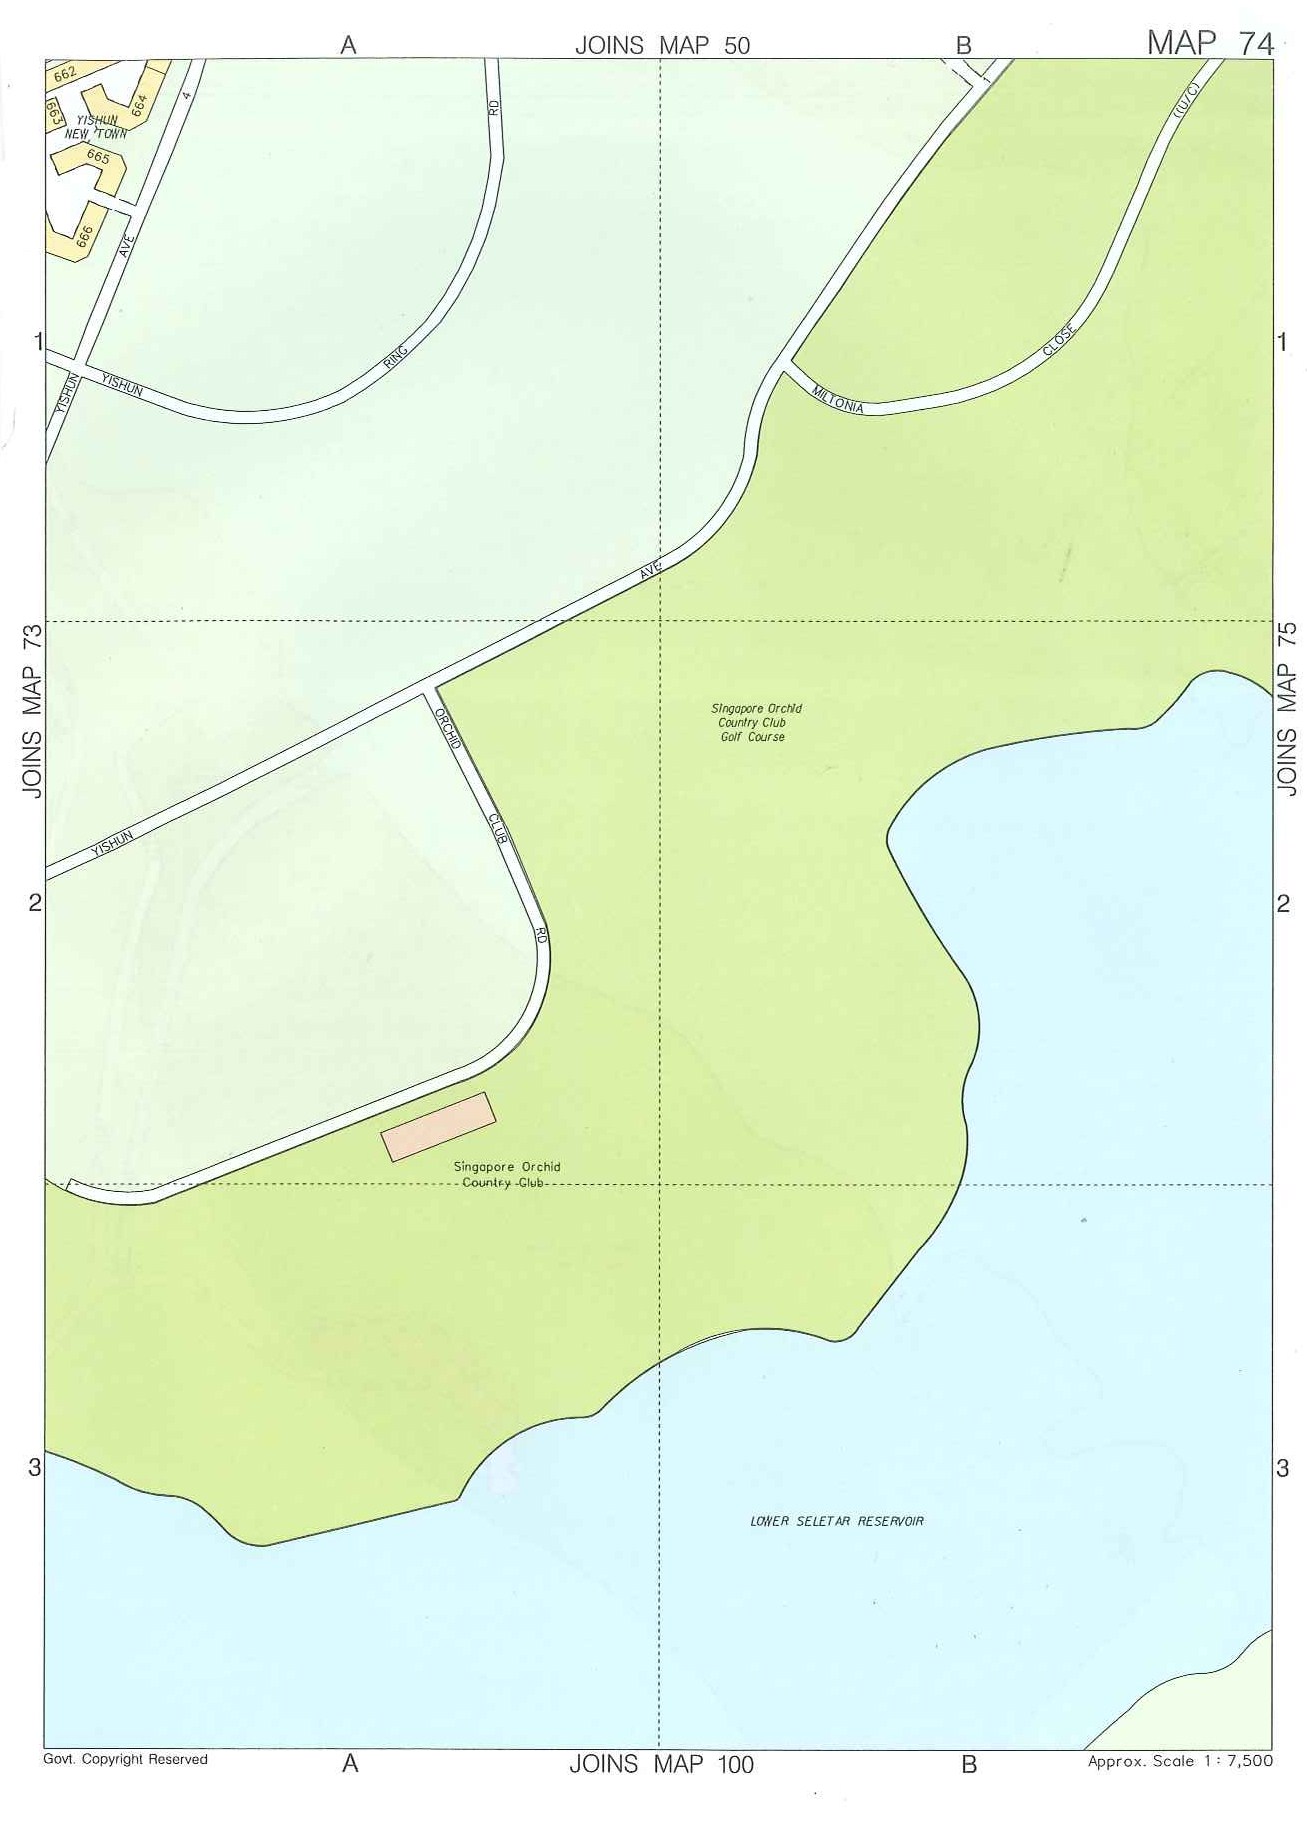 A
JOINS MAP 50
B
MAP 74
662
663
664
YISHUN
NEW TOWN
665
666
4
AVE
YISHUN
RD
RING
YISHUN
1
((U/C)
CLOSE
MILTONIA
1
1
AVE
JOINS MAP 73
JOINS MAP 75
Singapore Orchid
Country Club
Golf Course
ORCHID
CLUB
RD
YISHUN
2
2
Singapore Orchid
Country Club
3
3
LOWER SELETAR RESERVOIR
Govt. Copyright Reserved
A
JOINS MAP 100
B
Approx. Scale 1 : 7,500